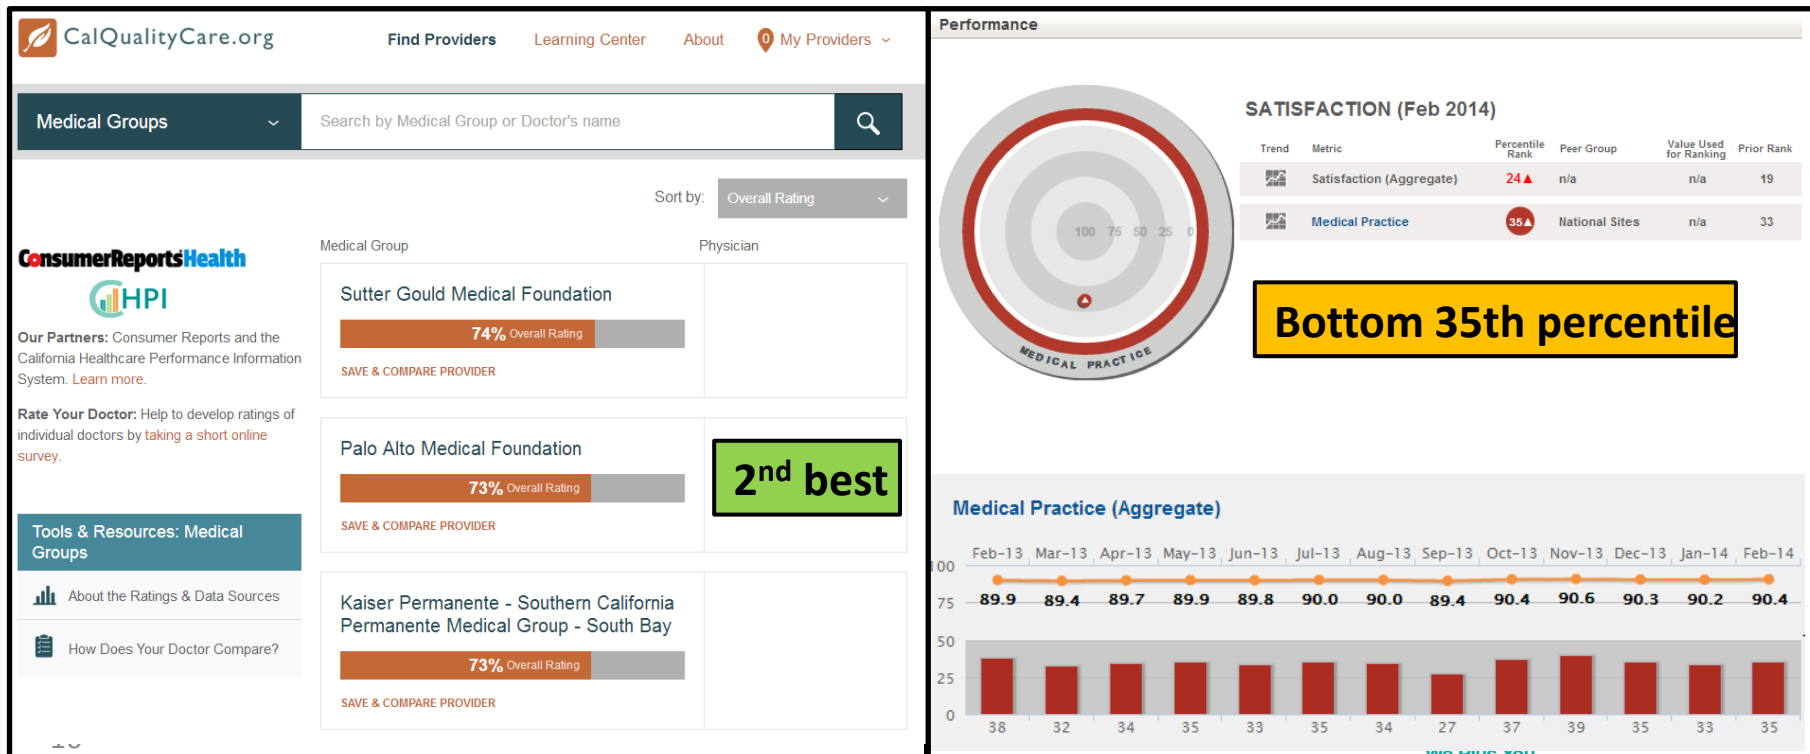 CalQualityCare.org
Find Providers
Learning Center
About
0 My Providers
Medical Groups
Search by Medical Group or Doctor's name
Sort by: Overall Rating
ConsumerReportsHealth
CHPI
Our Partners: Consumer Reports and the
California Healthcare Performance Information
System. Learn more.
Rate Your Doctor: Help to develop ratings of
individual doctors by taking a short online
survey.
Tools & Resources: Medical
Groups
About the Ratings & Data Sources
How Does Your Doctor Compare?
Medical Group Physician
Sutter Gould Medical Foundation
74% Overall Rating
SAVE & COMPARE PROVIDER
Palo Alto Medical Foundation
73% Overall Rating
SAVE & COMPARE PROVIDER
2nd best
Kaiser Permanente - Southern California
Permanente Medical Group - South Bay
73% Overall Rating
SAVE & COMPARE PROVIDER
Performance
100 75 50 25 0
MEDICAL PRACTICE
SATISFACTION (Feb 2014)
Trend Metric Percentile Rank Peer Group Value Used for Ranking Prior Rank
Satisfaction (Aggregate) 24▲ n/a n/a 19
Medical Practice 35▲ National Sites n/a 33
Bottom 35th percentile
Medical Practice (Aggregate)
Feb-13 Mar-13 Apr-13 May-13 Jun-13 Jul-13 Aug-13 Sep-13 Oct-13 Nov-13 Dec-13 Jan-14 Feb-14
100
89.9 89.4 89.7 89.9 89.8 90.0 90.0 89.4 90.4 90.6 90.3 90.2 90.4
75
50
25
0
38 32 34 35 33 35 34 27 37 39 35 33 35